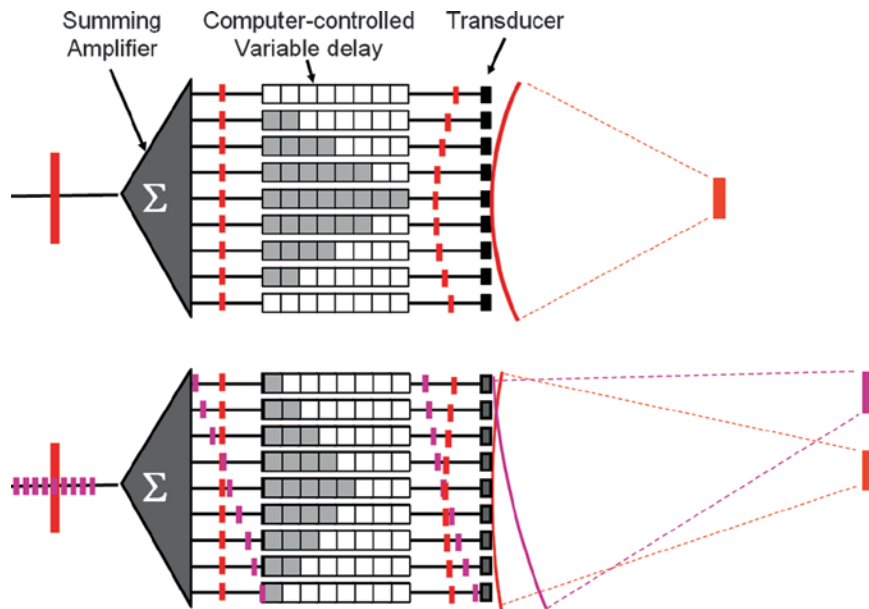 Summing
Amplifier
Computer-controlled
Variable delay
Transducer
Σ
Σ